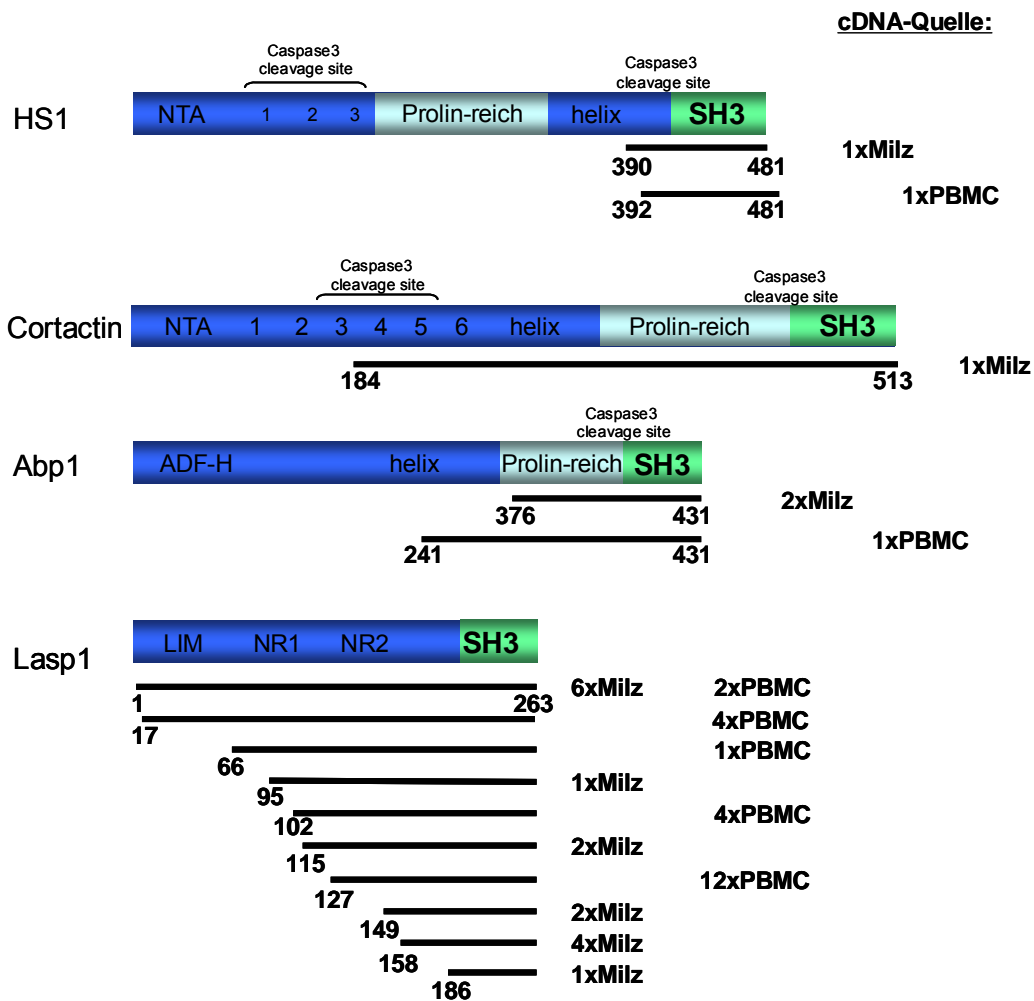 cDNA-Quelle:
Caspase3
cleavage site
Caspase3
cleavage site
HS1
NTA 1 2 3 Prolin-reich helix SH3
390 481 1xMilz
392 481 1xPBMC
Caspase3
cleavage site
Caspase3
cleavage site
Cortactin
NTA 1 2 3 4 5 6 helix Prolin-reich SH3
184 513 1xMilz
Caspase3
cleavage site
Abp1
ADF-H helix Prolin-reich SH3
376 431 2xMilz
241 431 1xPBMC
Lasp1
LIM NR1 NR2 SH3
1 263 6xMilz 2xPBMC
17 4xPBMC
66 1xPBMC
95 1xMilz
102 4xPBMC
115 2xMilz
127 12xPBMC
149 2xMilz
158 4xMilz
186 1xMilz